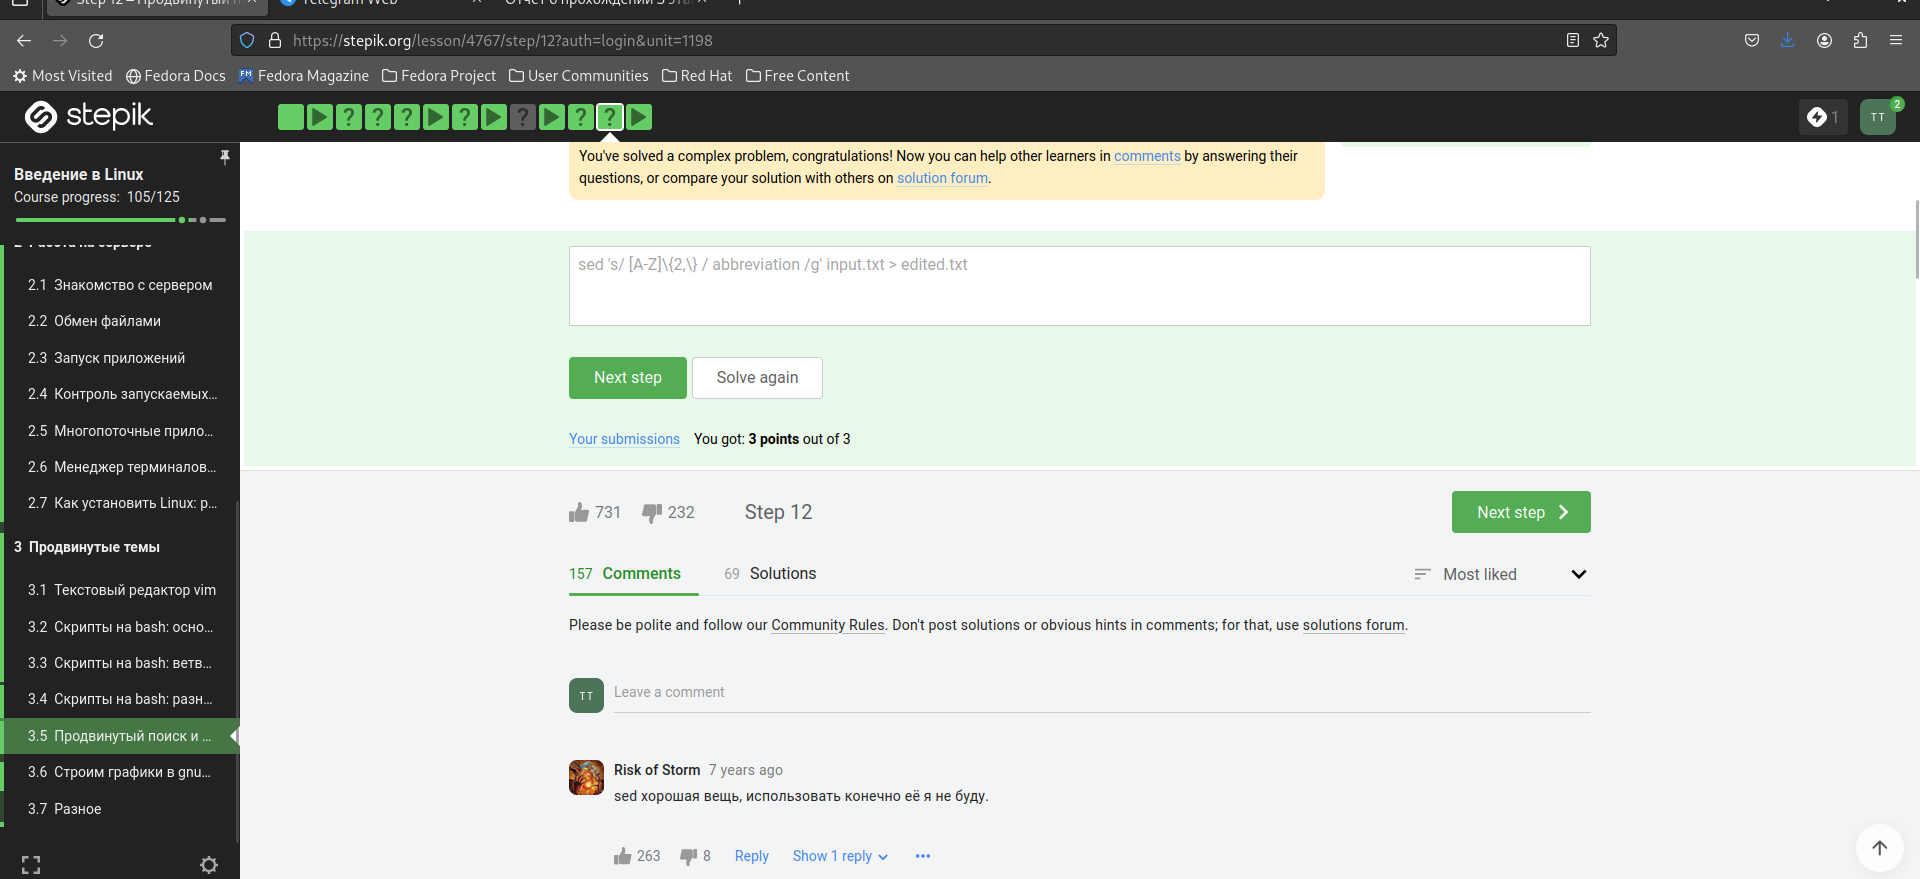 Step 12 – Продвинутый п
Telegram Web
Отчет о прохождении 3 эта
https://stepik.org/lesson/4767/step/12?auth=login&unit=1198
Most Visited
Fedora Docs
Fedora Magazine
Fedora Project
User Communities
Red Hat
Free Content
stepik
1
TT
2
Введение в Linux
Course progress: 105/125
2 Работа на сервере
2.1 Знакомство с сервером
2.2 Обмен файлами
2.3 Запуск приложений
2.4 Контроль запускаемых…
2.5 Многопоточные прило…
2.6 Менеджер терминалов…
2.7 Как установить Linux: р…
3 Продвинутые темы
3.1 Текстовый редактор vim
3.2 Скрипты на bash: осно…
3.3 Скрипты на bash: ветв…
3.4 Скрипты на bash: разн…
3.5 Продвинутый поиск и …
3.6 Строим графики в gnu…
3.7 Разное
You've solved a complex problem, congratulations! Now you can help other learners in comments by answering their
questions, or compare your solution with others on solution forum.
sed 's/ [A-Z]\{2,\} / abbreviation /g' input.txt > edited.txt
Next step
Solve again
Your submissions You got: 3 points out of 3
731
232
Step 12
Next step
157 Comments
69 Solutions
Most liked
Please be polite and follow our Community Rules. Don't post solutions or obvious hints in comments; for that, use solutions forum.
TT
Leave a comment
Risk of Storm 7 years ago
sed хорошая вещь, использовать конечно её я не буду.
263
8
Reply
Show 1 reply